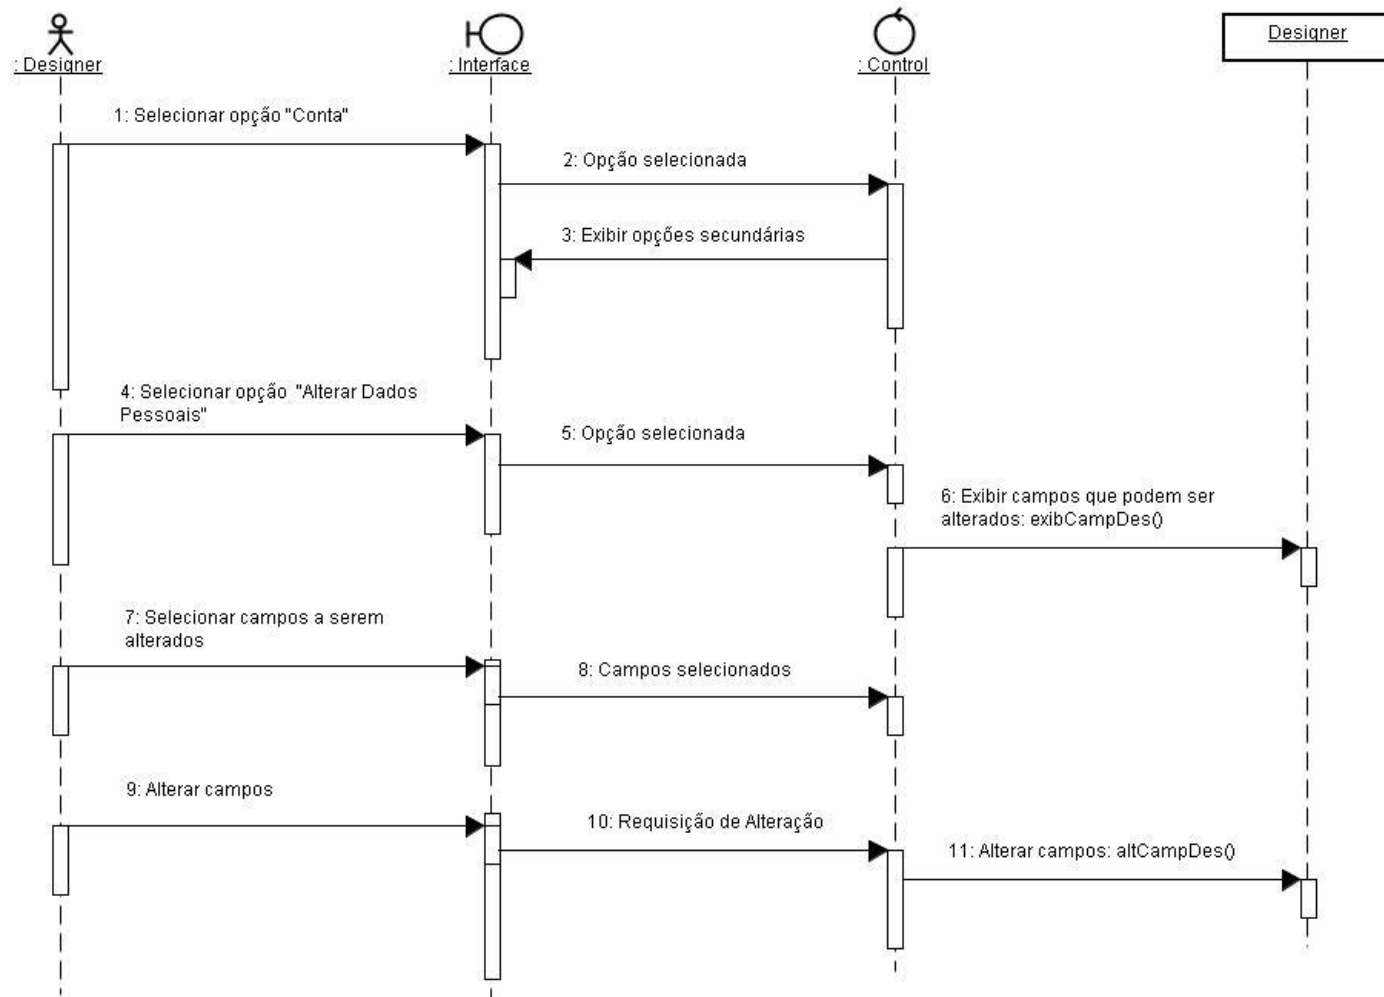 : Designer
: Interface
: Control
Designer
1: Selecionar opção "Conta"
2: Opção selecionada
3: Exibir opções secundárias
4: Selecionar opção  "Alterar Dados
Pessoais"
5: Opção selecionada
6: Exibir campos que podem ser
alterados: exibCampDes()
7: Selecionar campos a serem
alterados
8: Campos selecionados
9: Alterar campos
10: Requisição de Alteração
11: Alterar campos: altCampDes()